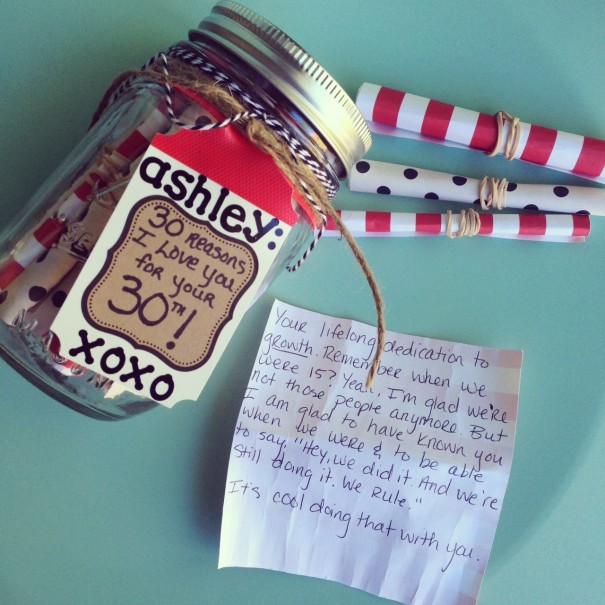 ashley:
30 Reasons
I Love you
for your
30TH!
xoxo
Your lifelong dedication to
growth. Remember when we
were 15? Yea, I'm glad we're
not those people anymore. But
I am glad to have known you
when we were & to be able
to say, "Hey, we did it. And we're
still doing it. We Rule."
It's cool doing that with you.